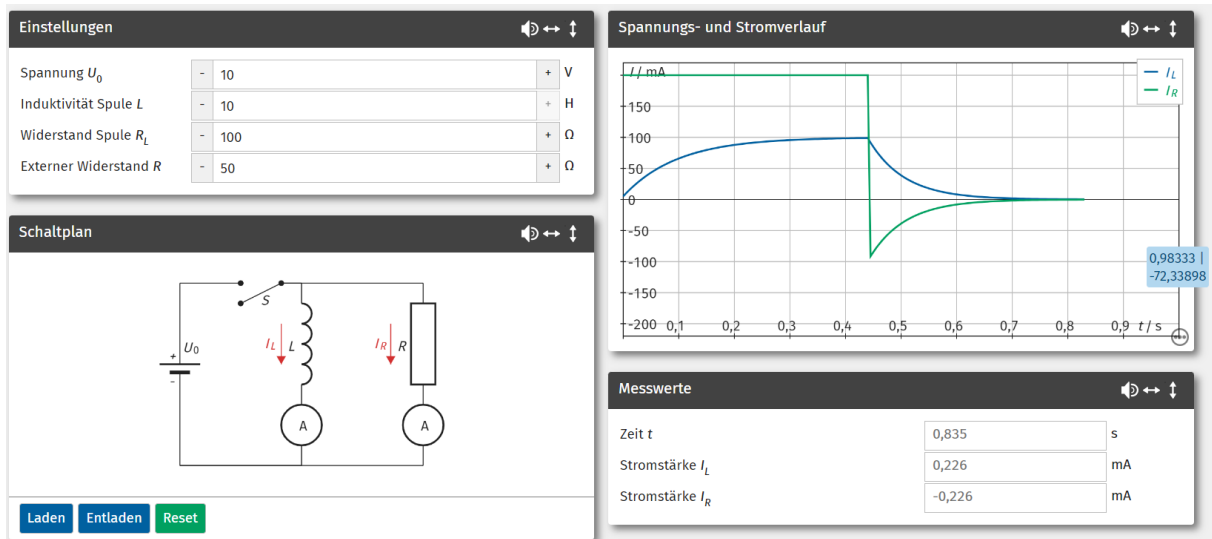 Einstellungen
Spannung U0 - 10 + V
Induktivität Spule L - 10 + H
Widerstand Spule RL - 100 + Ω
Externer Widerstand R - 50 + Ω
Schaltplan
S
+ U0
-
IL L
IR R
A A
Laden Entladen Reset
Spannungs- und Stromverlauf
I / mA
IL
IR
150
100
50
0
-50
-100
-150
-200 0,1 0,2 0,3 0,4 0,5 0,6 0,7 0,8 0,9 t / s
0,98333 |
-72,33898
Messwerte
Zeit t 0,835 s
Stromstärke IL 0,226 mA
Stromstärke IR -0,226 mA